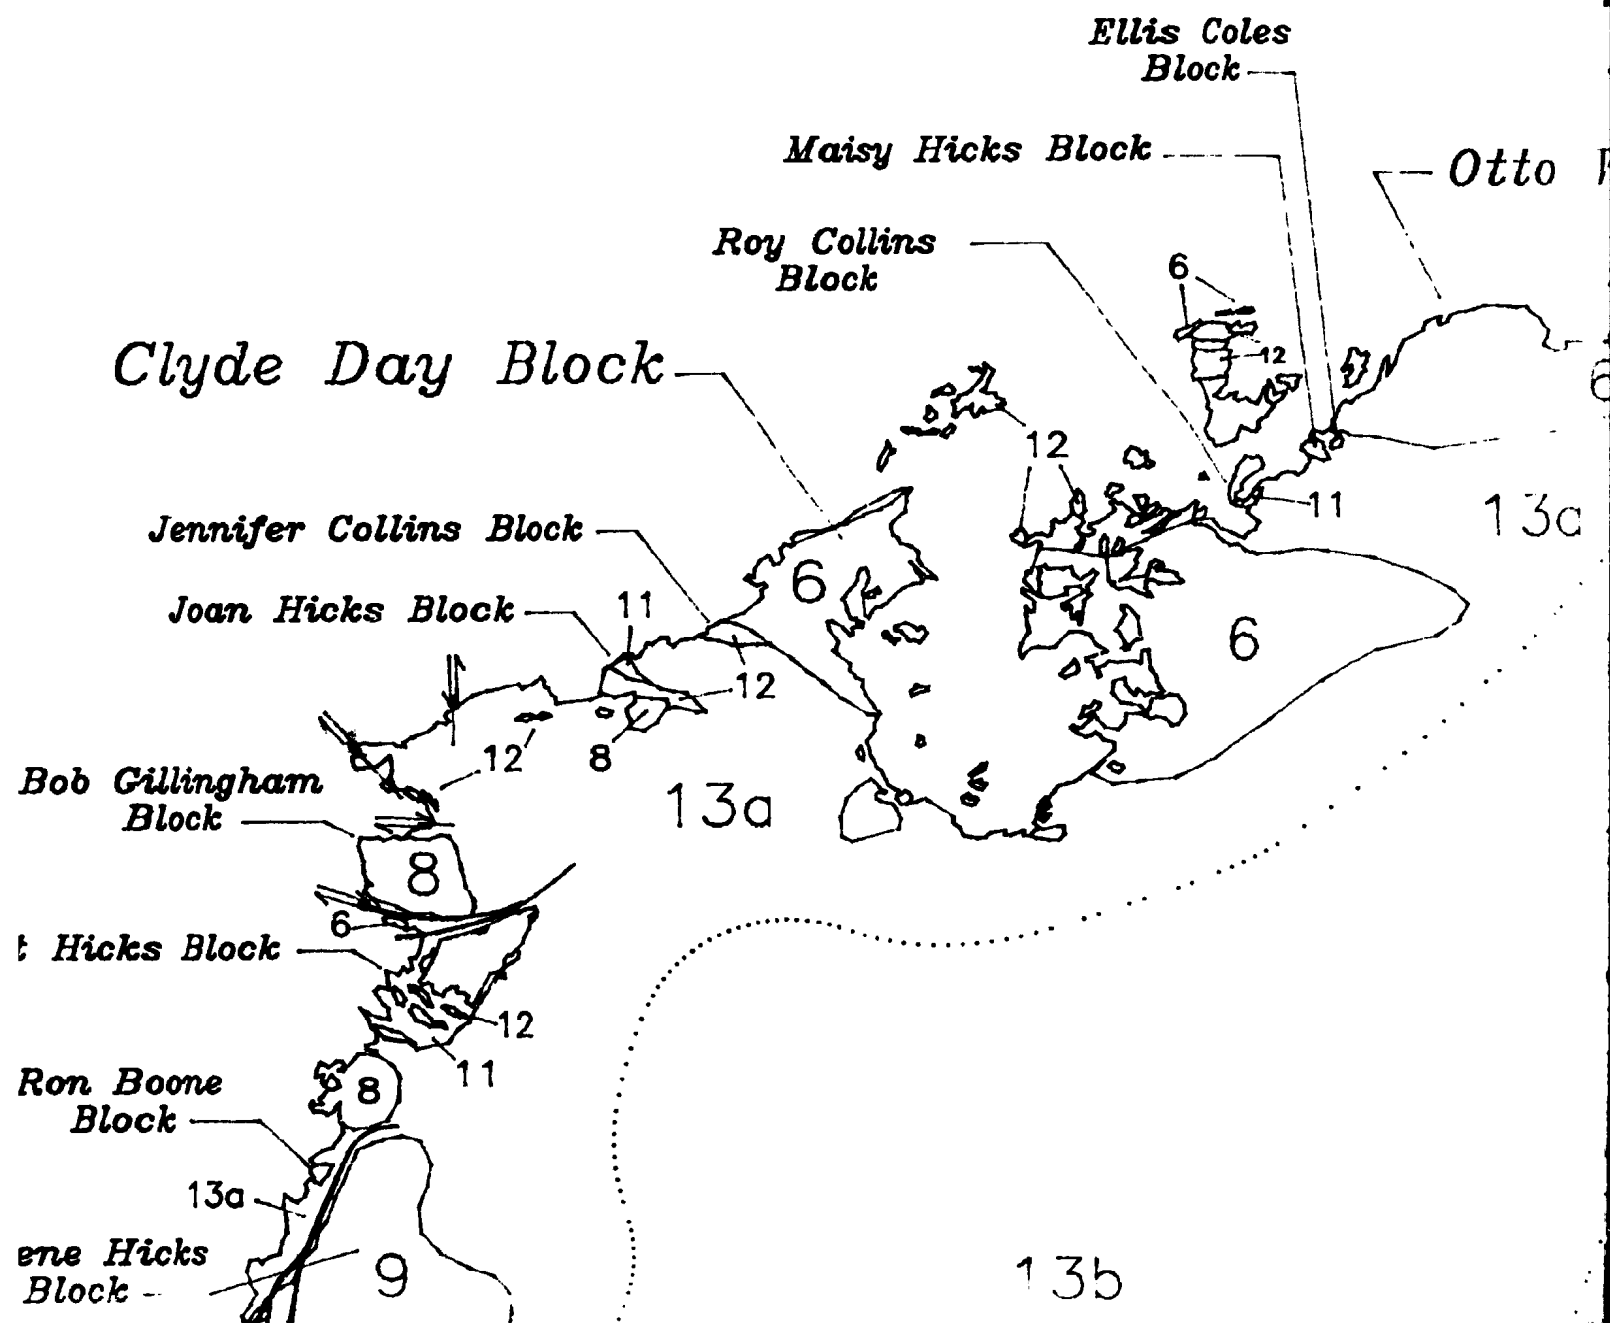 Ellis Coles
Block
Maisy Hicks Block
Otto
Roy Collins
Block
6
12
Clyde Day Block
6
12
11
13a
Jennifer Collins Block
6
Joan Hicks Block
11
6
12
12
8
Bob Gillingham
Block
13a
8
6
Hicks Block
12
11
Ron Boone
Block
8
13a
Hicks
Block
9
13b